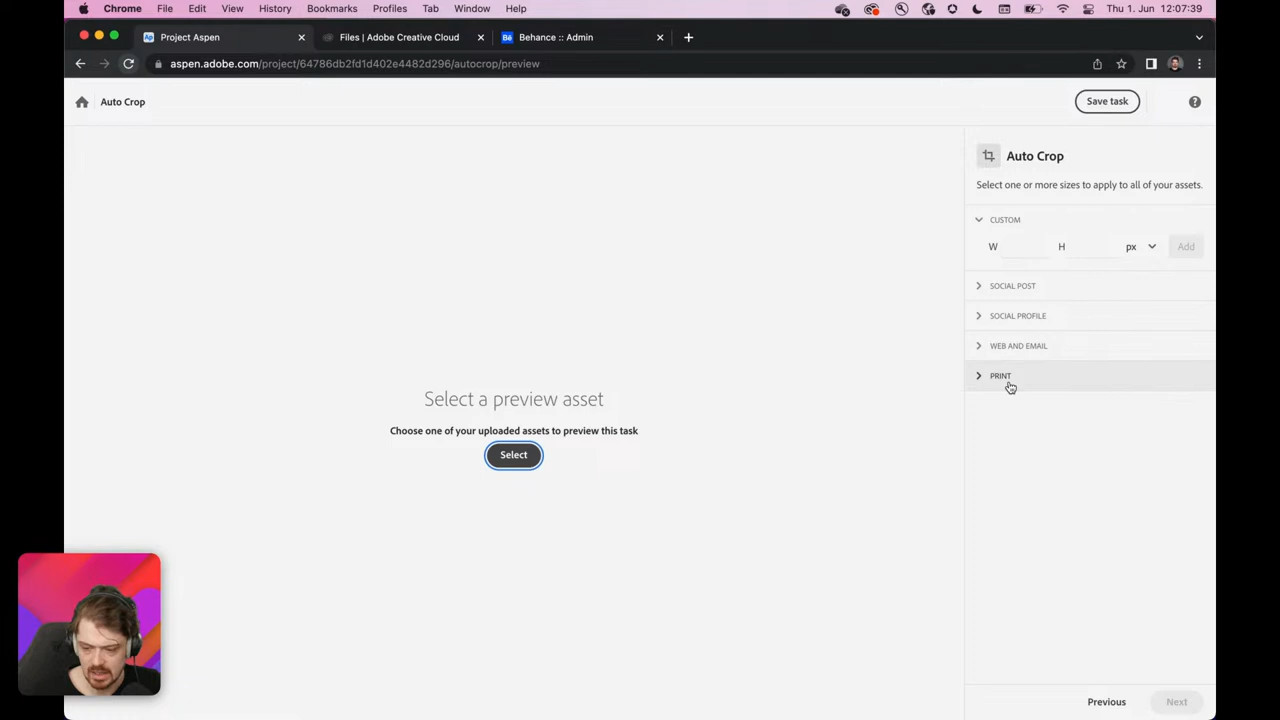 Chrome File Edit View History Bookmarks Profiles Tab Window Help Thu 1. Jun 12:07:39
Ap Project Aspen Files | Adobe Creative Cloud Bē Behance :: Admin
aspen.adobe.com/project/64786db2fd1d402e4482d296/autocrop/preview
Auto Crop Save task
Auto Crop
Select one or more sizes to apply to all of your assets.
CUSTOM
W H px Add
SOCIAL POST
SOCIAL PROFILE
WEB AND EMAIL
PRINT
Select a preview asset
Choose one of your uploaded assets to preview this task
Select
Previous Next